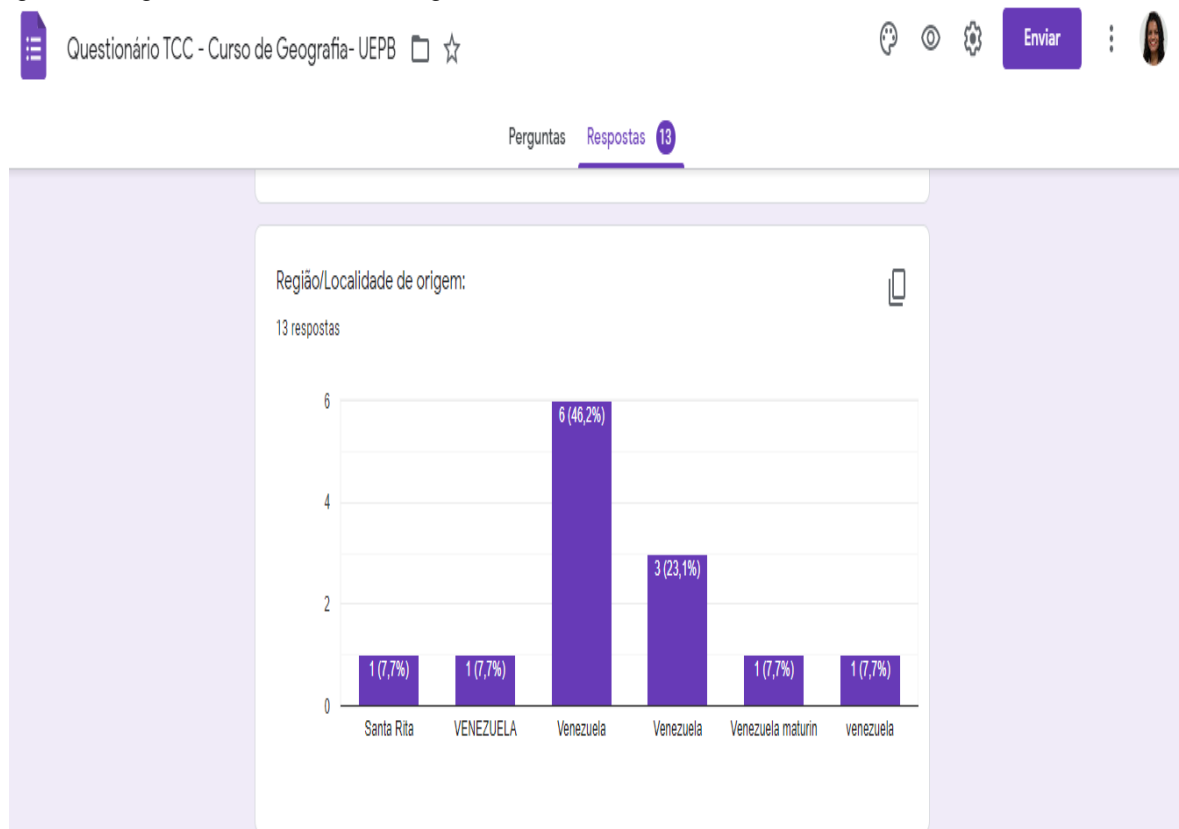 Questionário TCC - Curso de Geografia- UEPB
Enviar
Perguntas Respostas 13
Região/Localidade de origem:
13 respostas
6
4
2
0
6 (46,2%)
3 (23,1%)
1 (7,7%)
1 (7,7%)
1 (7,7%)
1 (7,7%)
Santa Rita VENEZUELA Venezuela Venezuela Venezuela maturin venezuela